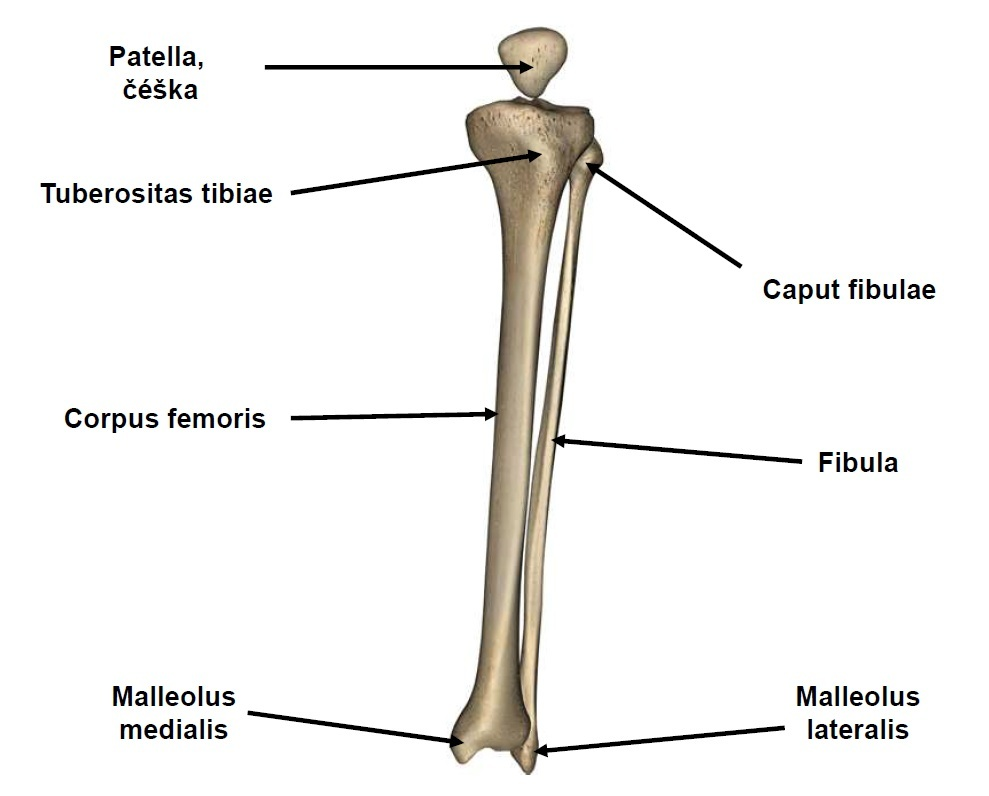 Patella,
čéška
Tuberositas tibiae
Caput fibulae
Corpus femoris
Fibula
Malleolus
medialis
Malleolus
lateralis